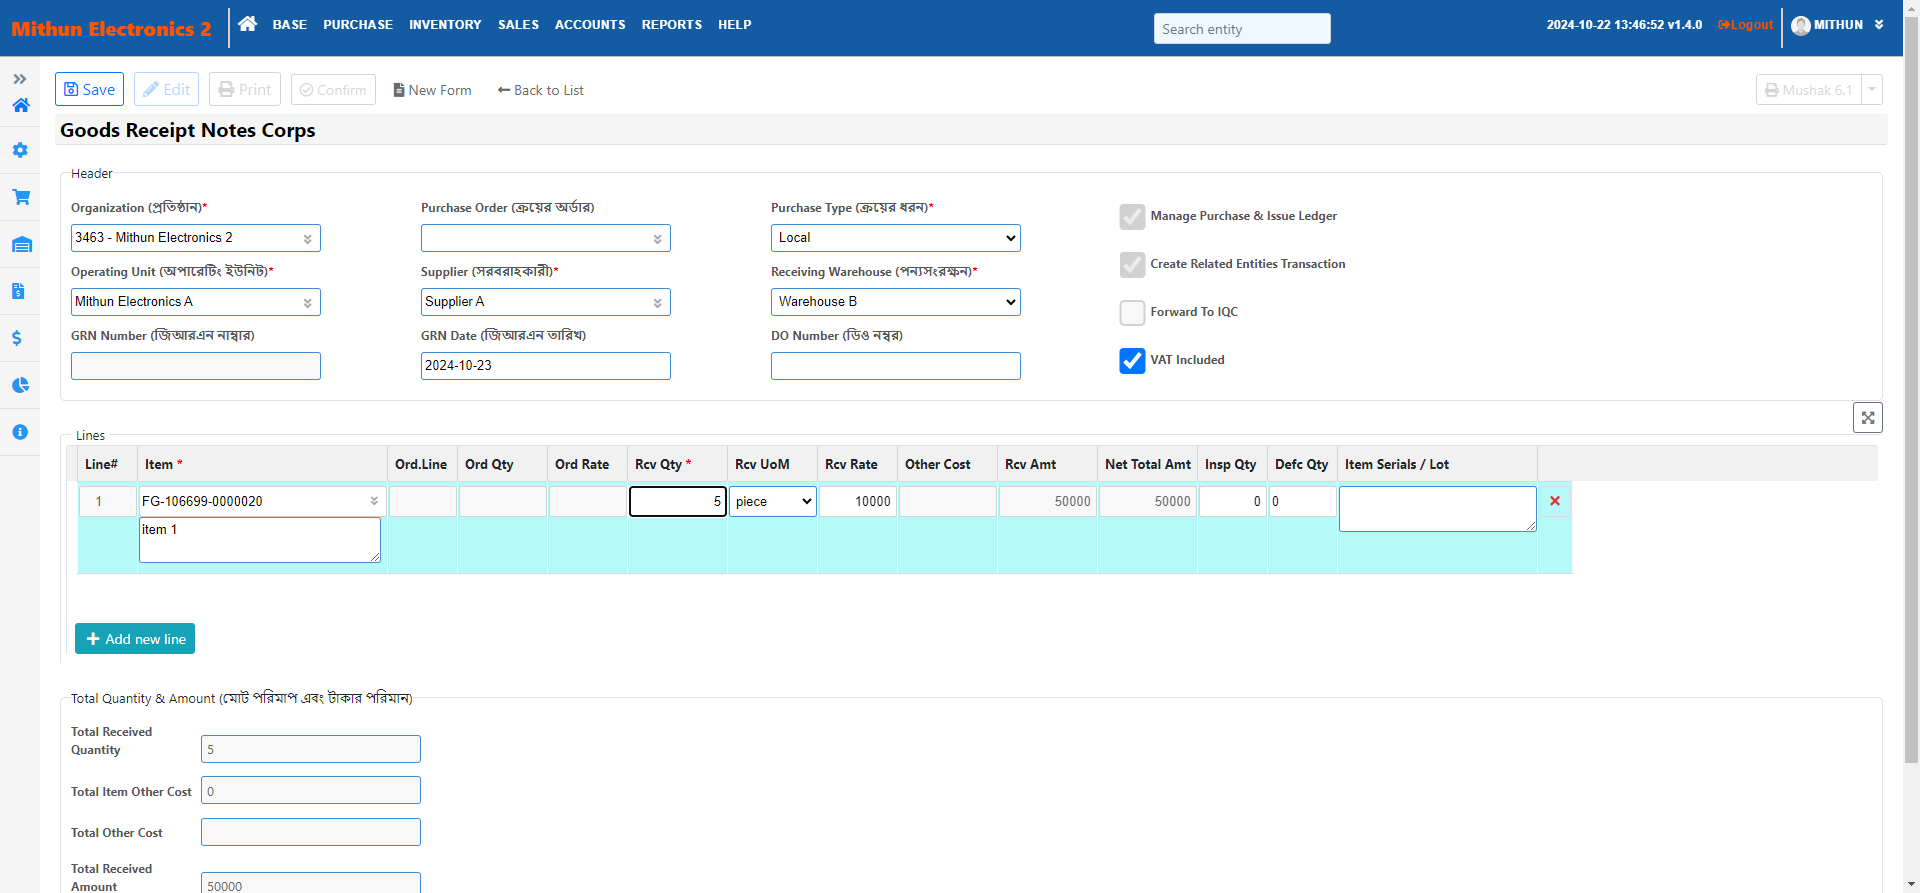 Mithun Electronics 2
BASE PURCHASE INVENTORY SALES ACCOUNTS REPORTS HELP
Search entity
2024-10-22 13:46:52 v1.4.0 Logout MITHUN
Save Edit Print Confirm New Form Back to List Mushak 6.1
Goods Receipt Notes Corps
Header
Organization (প্রতিষ্ঠান)* Purchase Order (ক্রয়ের অর্ডার) Purchase Type (ক্রয়ের ধরন)* Manage Purchase & Issue Ledger
3463 - Mithun Electronics 2 Local
Create Related Entities Transaction
Operating Unit (অপারেটিং ইউনিট)* Supplier (সরবরাহকারী)* Receiving Warehouse (পন্যসংরক্ষন)*
Mithun Electronics A Supplier A Warehouse B
Forward To IQC
GRN Number (জিআরএন নাম্বার) GRN Date (জিআরএন তারিখ) DO Number (ডিও নম্বর)
2024-10-23
VAT Included
Lines
Line# Item * Ord.Line Ord Qty Ord Rate Rcv Qty * Rcv UoM Rcv Rate Other Cost Rcv Amt Net Total Amt Insp Qty Defc Qty Item Serials / Lot
1 FG-106699-0000020 5 piece 10000 50000 50000 0 0
item 1
Add new line
Total Quantity & Amount (মোট পরিমাপ এবং টাকার পরিমান)
Total Received
Quantity
5
Total Item Other Cost 0
Total Other Cost
Total Received
Amount
50000